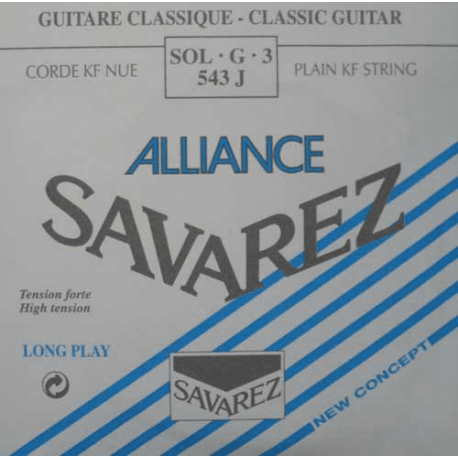 GUITARE CLASSIQUE - CLASSIC GUITAR
CORDE KF NUE
SOL · G · 3
543 J
PLAIN KF STRING
ALLIANCE
SAVAREZ
Tension forte
High tension
LONG PLAY
SAVAREZ
NEW CONCEPT